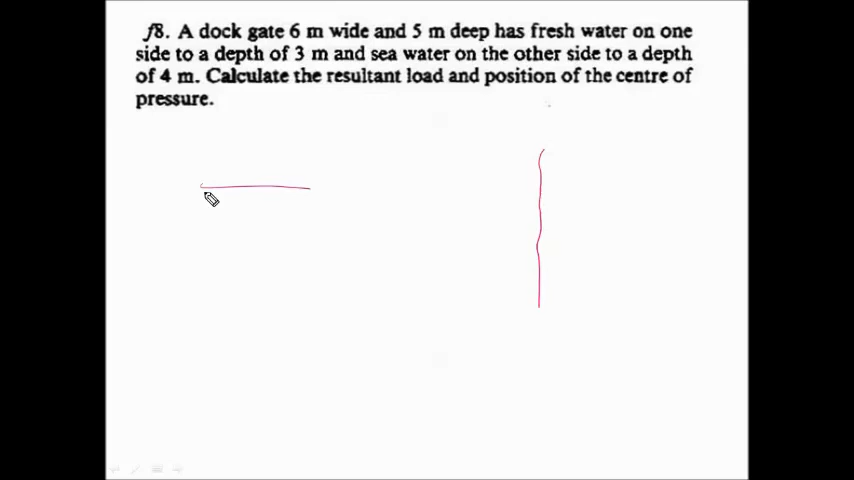 f8. A dock gate 6 m wide and 5 m deep has fresh water on one
side to a depth of 3 m and sea water on the other side to a depth
of 4 m. Calculate the resultant load and position of the centre of
pressure.